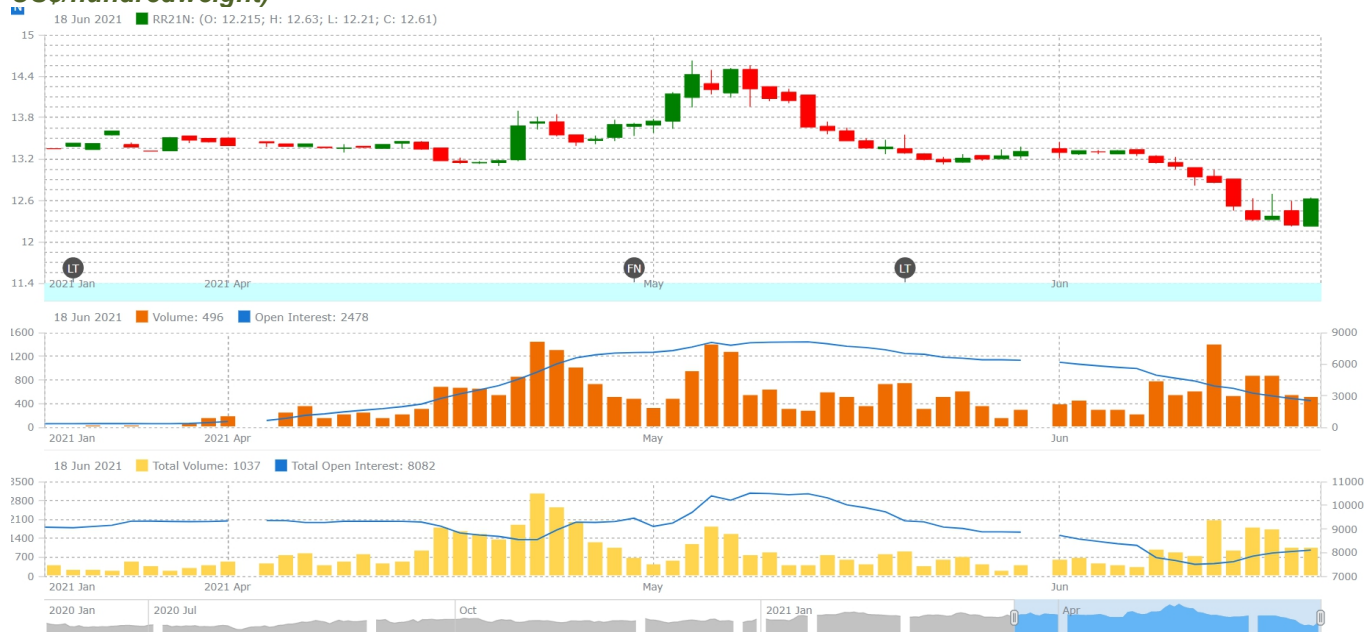 US$/hundredweight)
N
18 Jun 2021 RR21N: (O: 12.215; H: 12.63; L: 12.21; C: 12.61)
15
14.4
13.8
13.2
12.6
12
11.4
LT FN LT
2021 Jan 2021 Apr May Jun
18 Jun 2021 Volume: 496 Open Interest: 2478
1600 9000
1200 6000
800
400 3000
0 0
2021 Jan 2021 Apr May Jun
18 Jun 2021 Total Volume: 1037 Total Open Interest: 8082
3500 11000
2800 10000
2100 9000
1400 8000
700
0 7000
2021 Jan 2021 Apr May Jun
2020 Jan 2020 Jul Oct 2021 Jan Apr